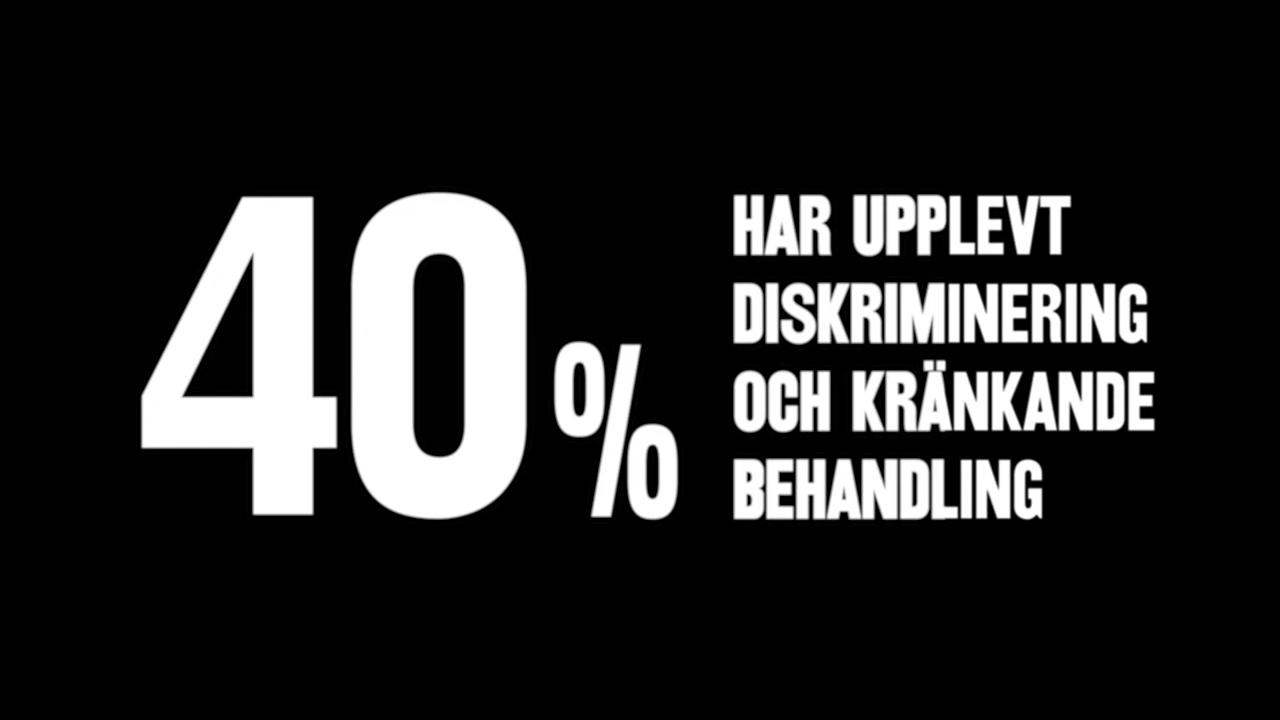 40%
HAR UPPLEVT
DISKRIMINERING
OCH KRÄNKANDE
BEHANDLING